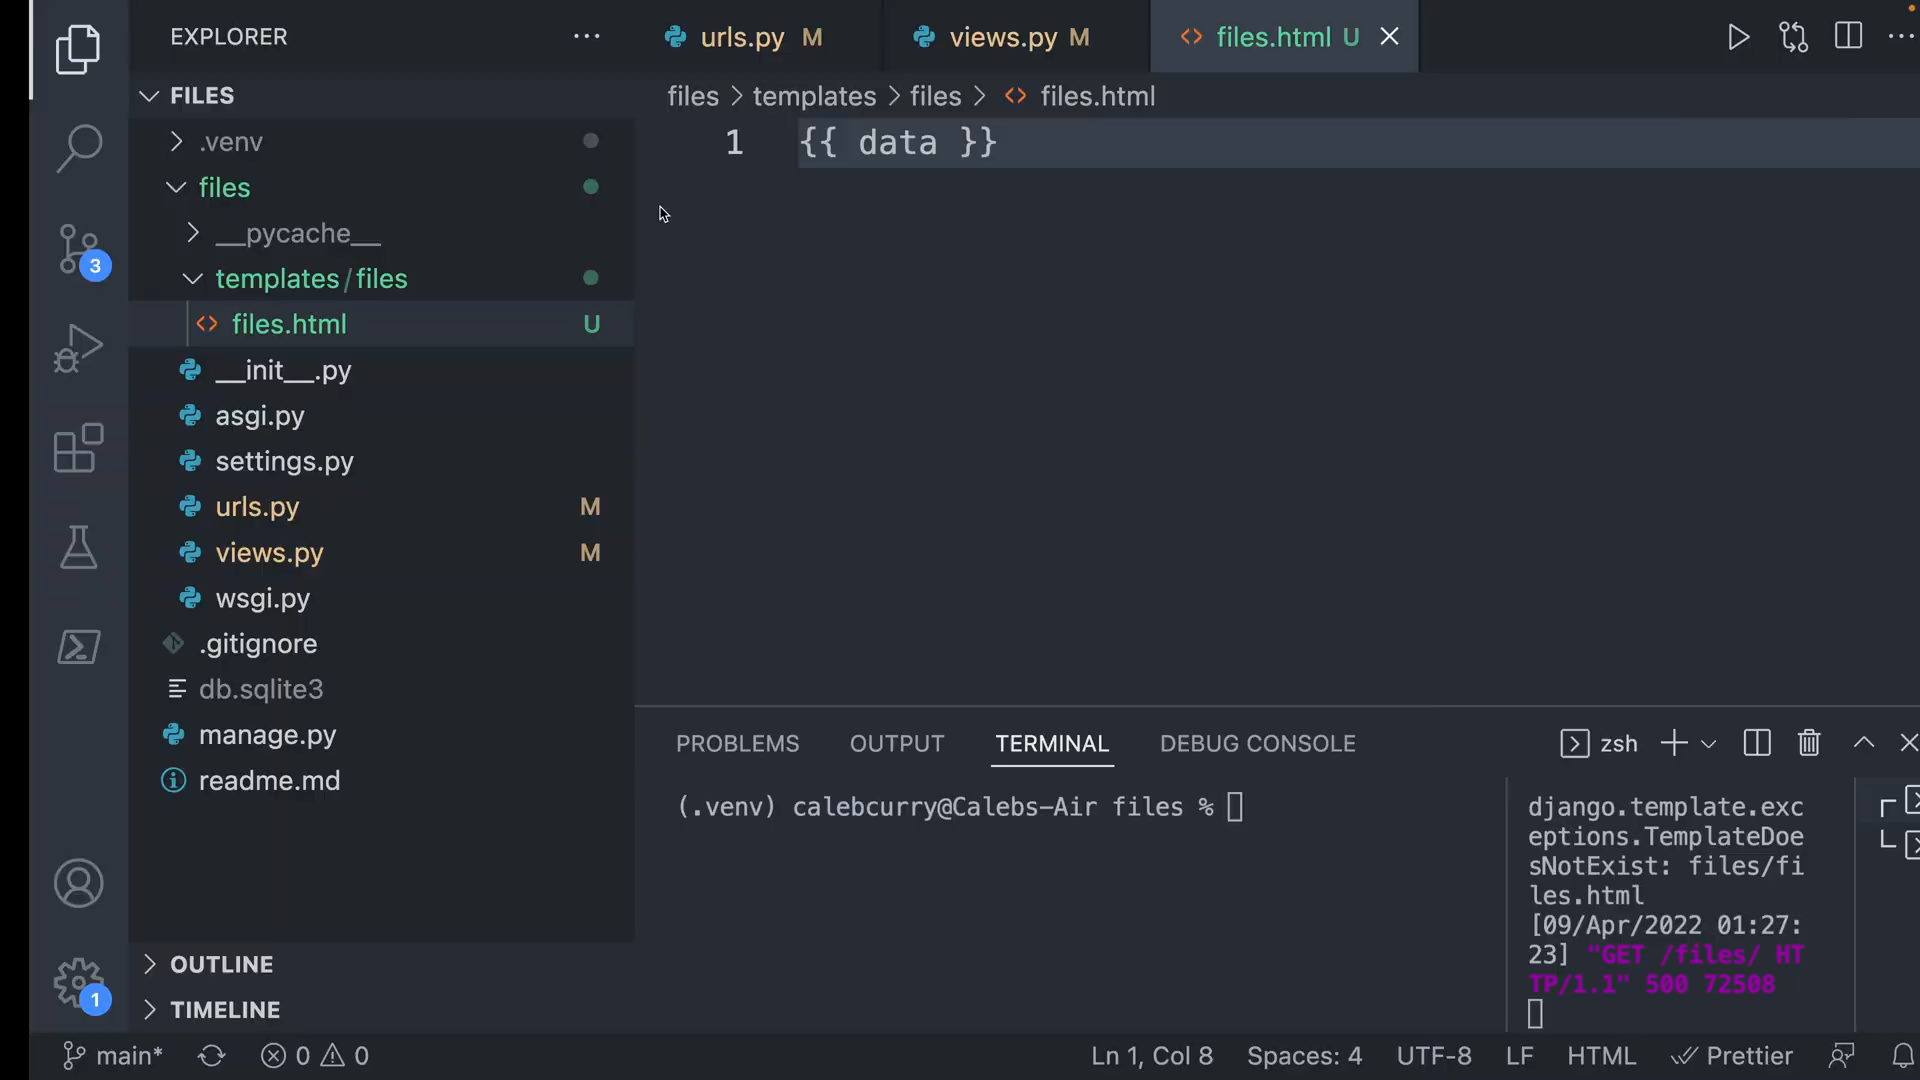 EXPLORER
urls.py M
views.py M
files.html U
FILES
files > templates > files > files.html
.venv
1 {{ data }}
files
__pycache__
templates/files
files.html U
__init__.py
asgi.py
settings.py
urls.py M
views.py M
wsgi.py
.gitignore
db.sqlite3
manage.py
readme.md
OUTLINE
TIMELINE
3
1
PROBLEMS OUTPUT TERMINAL DEBUG CONSOLE
zsh
(.venv) calebcurry@Calebs-Air files %
django.template.exc
eptions.TemplateDoe
sNotExist: files/fi
les.html
[09/Apr/2022 01:27:
23] "GET /files/ HT
TP/1.1" 500 72508
main* 0 0
Ln 1, Col 8 Spaces: 4 UTF-8 LF HTML Prettier